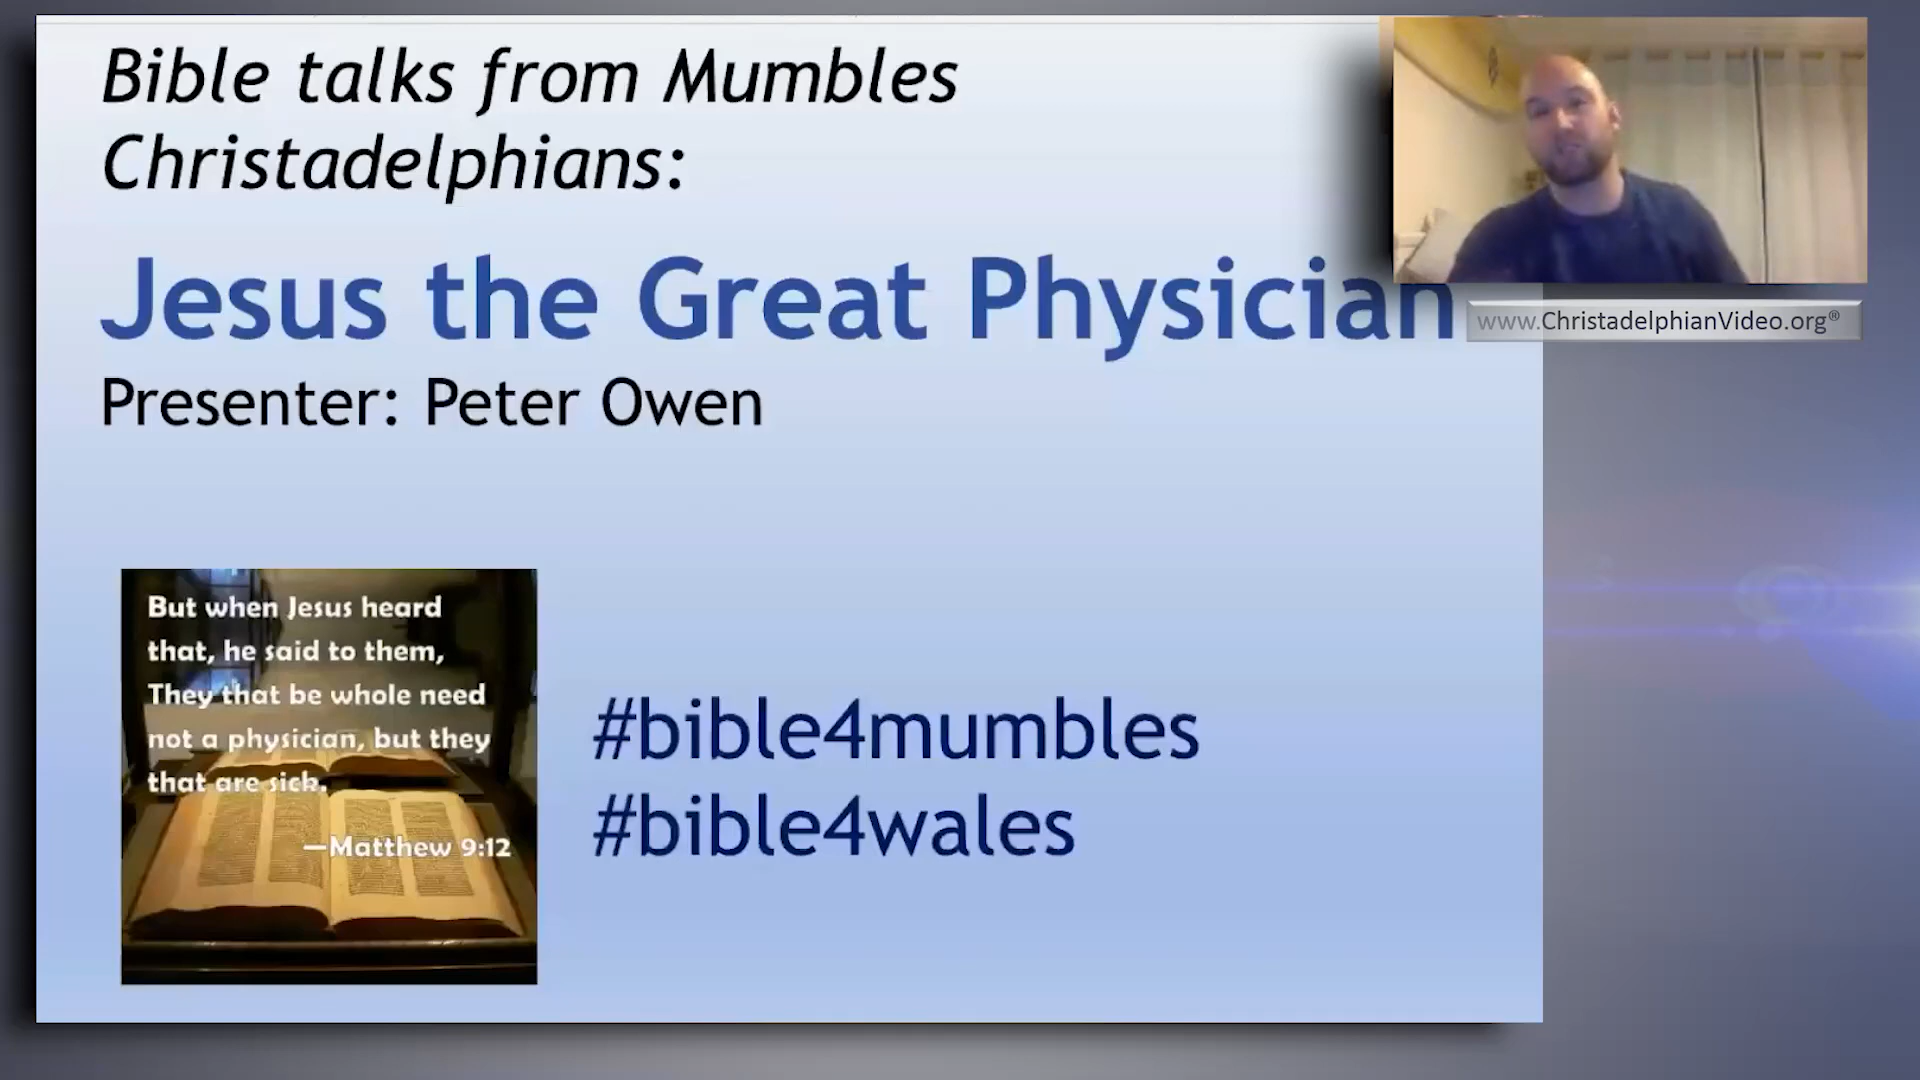 Bible talks from Mumbles
Christadelphians:
Jesus the Great Physician
www.ChristadelphianVideo.org®
Presenter: Peter Owen
But when Jesus heard
that, he said to them,
They that be whole need
not a physician, but they
that are sick.
—Matthew 9:12
#bible4mumbles
#bible4wales